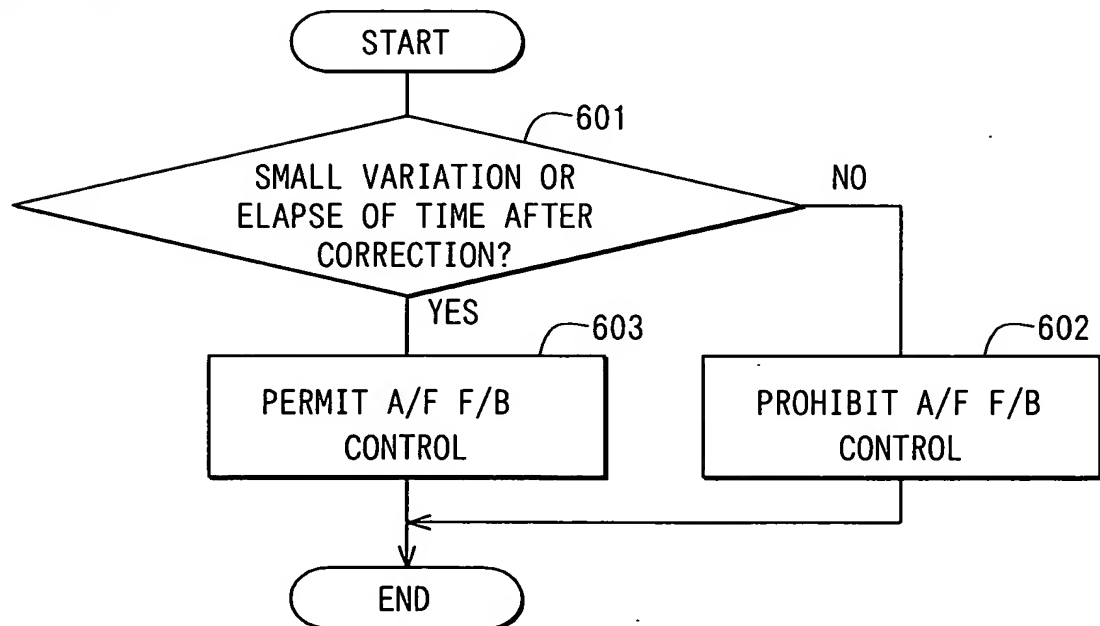 START
601
SMALL VARIATION OR
ELAPSE OF TIME AFTER
CORRECTION?
NO
YES
603
PERMIT A/F F/B
CONTROL
602
PROHIBIT A/F F/B
CONTROL
END